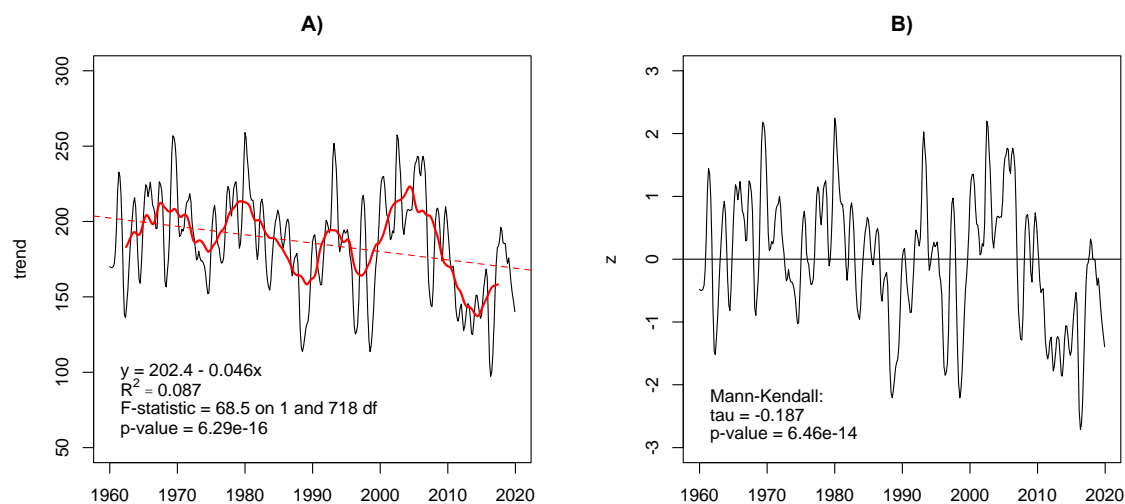 A)
trend
300
250
200
150
100
50
y = 202.4 - 0.046x
R² = 0.087
F-statistic = 68.5 on 1 and 718 df
p-value = 6.29e-16
1960 1970 1980 1990 2000 2010 2020
B)
z
3
2
1
0
-1
-2
-3
Mann-Kendall:
tau = -0.187
p-value = 6.46e-14
1960 1970 1980 1990 2000 2010 2020